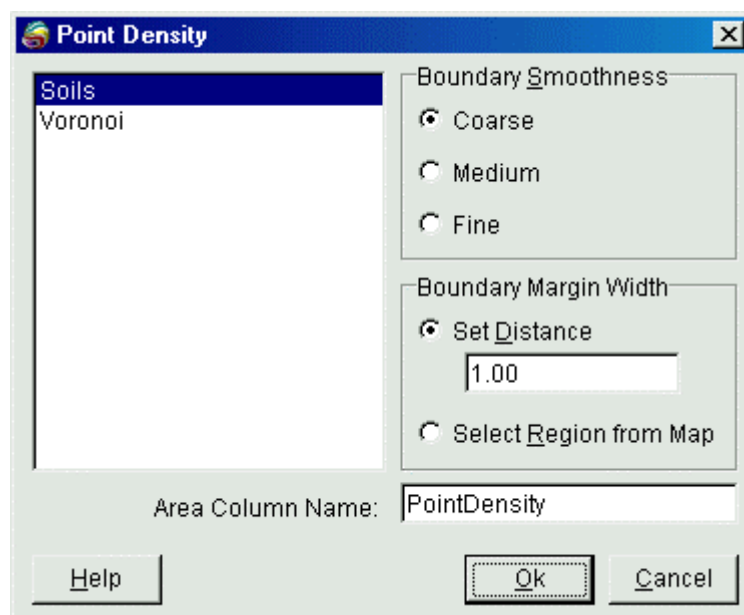 Point Density
Soils
Voronoi
Boundary Smoothness
Coarse
Medium
Fine
Boundary Margin Width
Set Distance
1.00
Select Region from Map
Area Column Name:
PointDensity
Help
Ok
Cancel